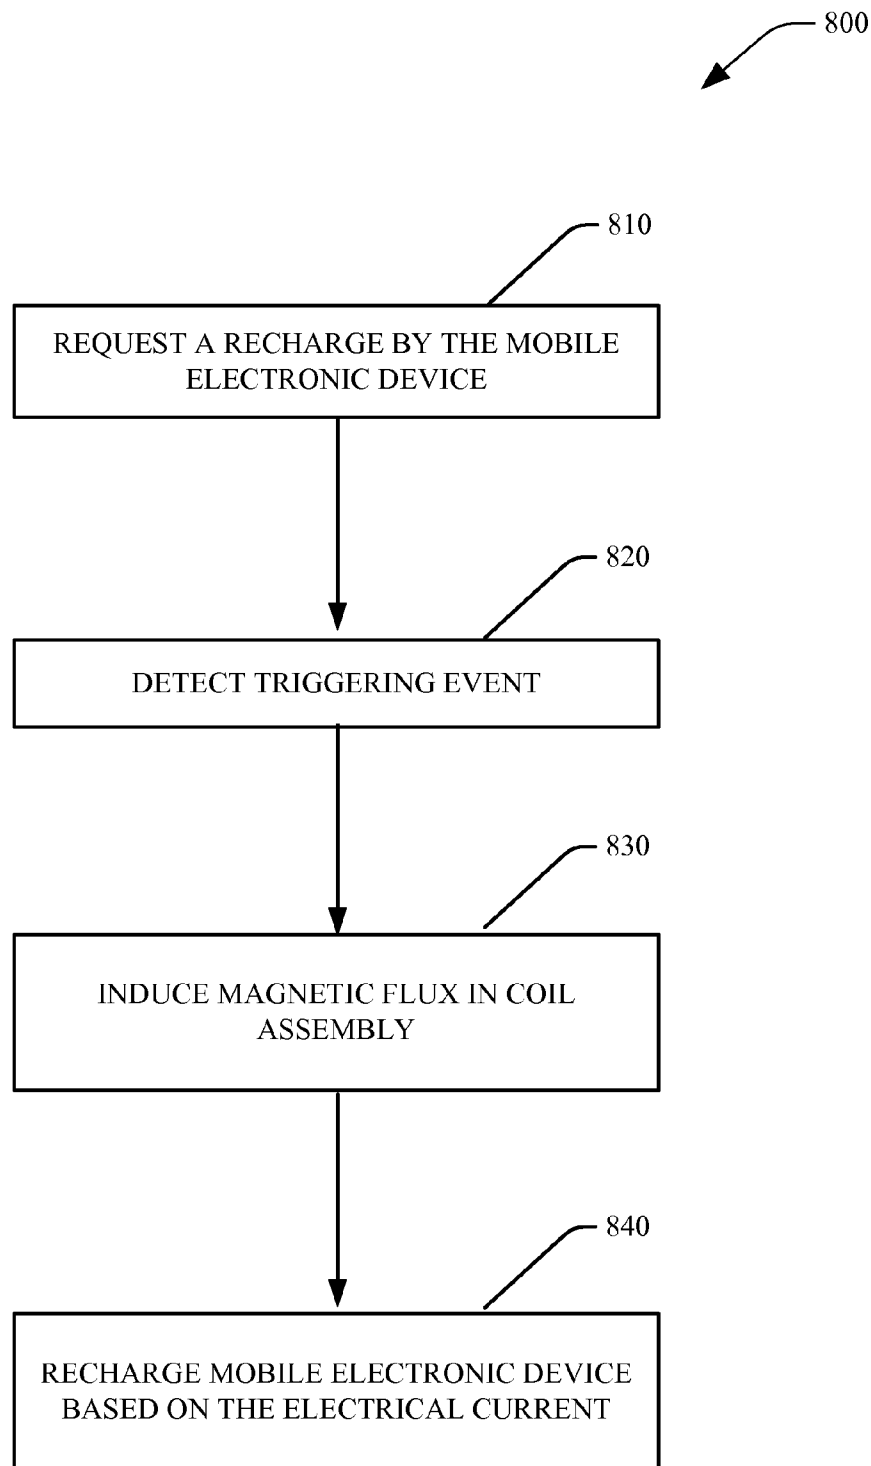 800
810
REQUEST A RECHARGE BY THE MOBILE
ELECTRONIC DEVICE
820
DETECT TRIGGERING EVENT
830
INDUCE MAGNETIC FLUX IN COIL
ASSEMBLY
840
RECHARGE MOBILE ELECTRONIC DEVICE
BASED ON THE ELECTRICAL CURRENT